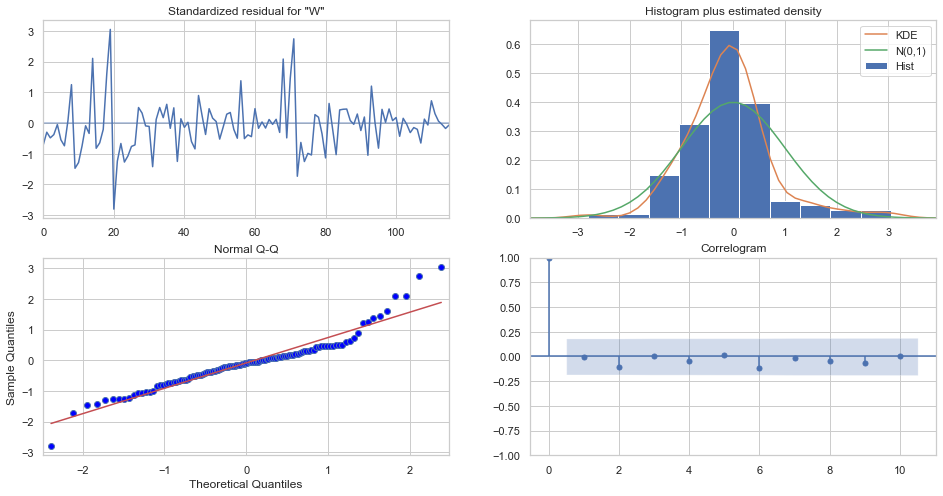 Standardized residual for "W"
3
2
1
0
−1
−2
−3
0 20 40 60 80 100
Histogram plus estimated density
KDE
N(0,1)
Hist
0.6
0.5
0.4
0.3
0.2
0.1
0.0
−3 −2 −1 0 1 2 3
Normal Q-Q
Sample Quantiles
3
2
1
0
−1
−2
−3
−2 −1 0 1 2
Theoretical Quantiles
Correlogram
1.00
0.75
0.50
0.25
0.00
−0.25
−0.50
−0.75
−1.00
0 2 4 6 8 10